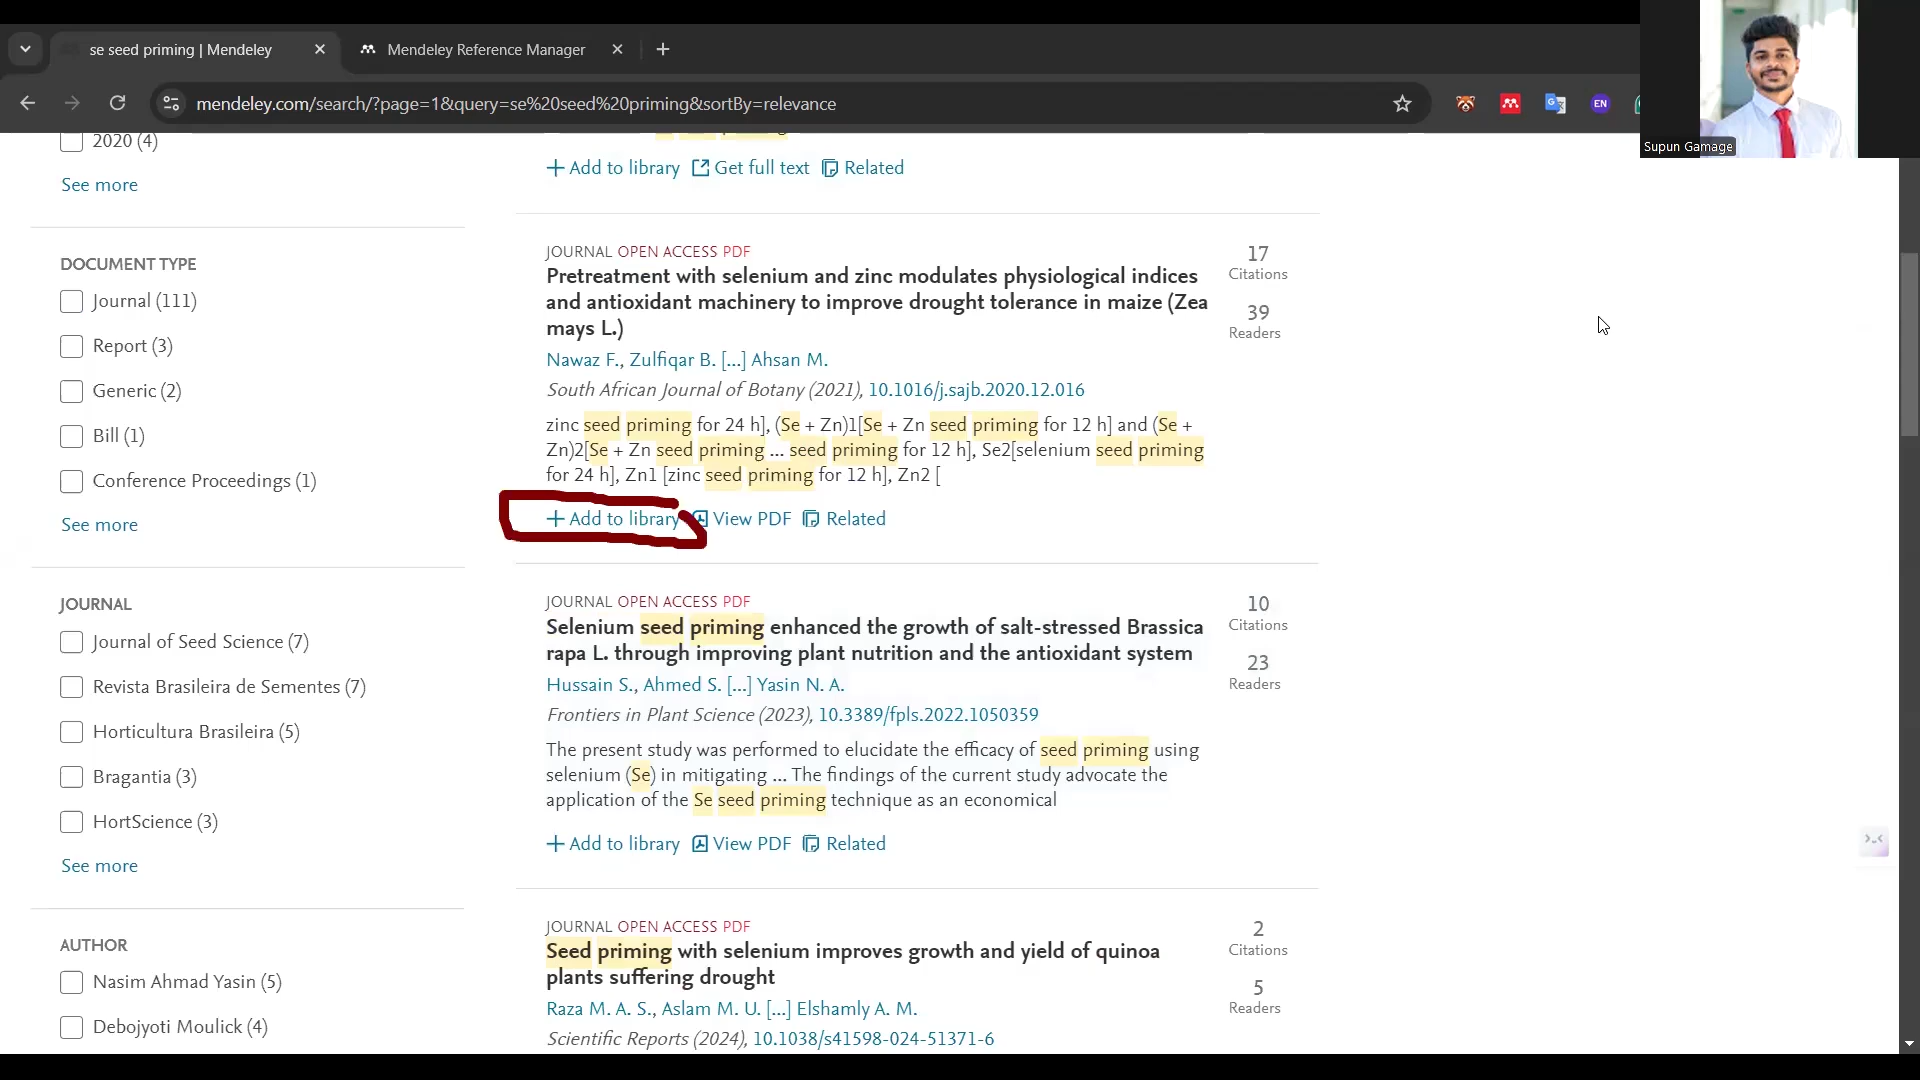 se seed priming | Mendeley
Mendeley Reference Manager
mendeley.com/search/?page=1&query=se%20seed%20priming&sortBy=relevance
EN
Supun Gamage
2020 (4)
See more
DOCUMENT TYPE
Journal (111)
Report (3)
Generic (2)
Bill (1)
Conference Proceedings (1)
See more
JOURNAL
Journal of Seed Science (7)
Revista Brasileira de Sementes (7)
Horticultura Brasileira (5)
Bragantia (3)
HortScience (3)
See more
AUTHOR
Nasim Ahmad Yasin (5)
Debojyoti Moulick (4)
Add to library Get full text Related
JOURNAL OPEN ACCESS PDF
Pretreatment with selenium and zinc modulates physiological indices
and antioxidant machinery to improve drought tolerance in maize (Zea
mays L.)
Nawaz F., Zulfiqar B. [...] Ahsan M.
South African Journal of Botany (2021), 10.1016/j.sajb.2020.12.016
zinc seed priming for 24 h], (Se + Zn)1[Se + Zn seed priming for 12 h] and (Se +
Zn)2[Se + Zn seed priming ... seed priming for 12 h], Se2[selenium seed priming
for 24 h], Zn1 [zinc seed priming for 12 h], Zn2 [
Add to library View PDF Related
17
Citations
39
Readers
JOURNAL OPEN ACCESS PDF
Selenium seed priming enhanced the growth of salt-stressed Brassica
rapa L. through improving plant nutrition and the antioxidant system
Hussain S., Ahmed S. [...] Yasin N. A.
Frontiers in Plant Science (2023), 10.3389/fpls.2022.1050359
The present study was performed to elucidate the efficacy of seed priming using
selenium (Se) in mitigating ... The findings of the current study advocate the
application of the Se seed priming technique as an economical
Add to library View PDF Related
10
Citations
23
Readers
JOURNAL OPEN ACCESS PDF
Seed priming with selenium improves growth and yield of quinoa
plants suffering drought
Raza M. A. S., Aslam M. U. [...] Elshamly A. M.
Scientific Reports (2024), 10.1038/s41598-024-51371-6
2
Citations
5
Readers